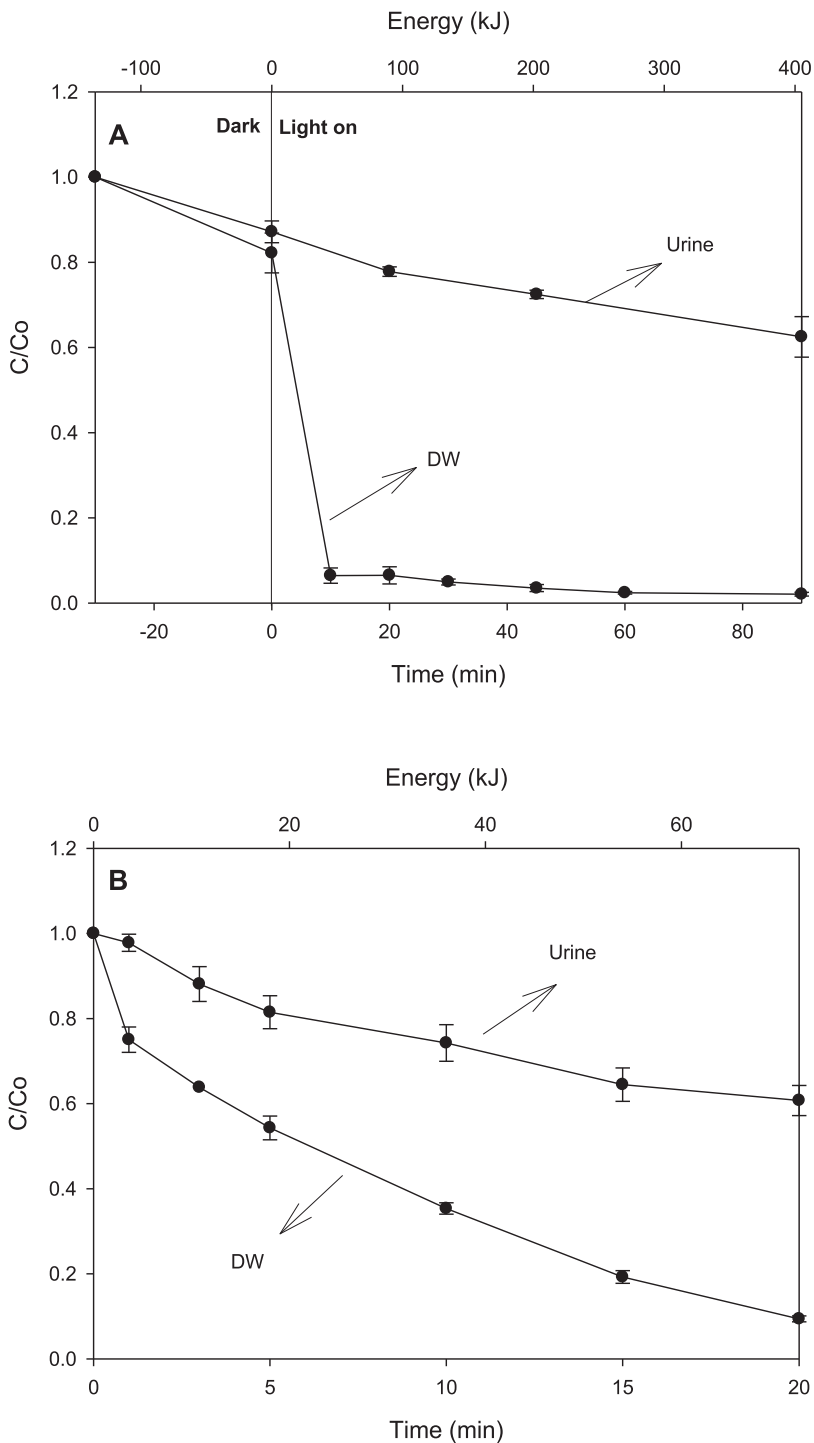 Energy (kJ)
-100 0 100 200 300 400
1.2
A
Dark Light on
1.0
Urine
0.8
C/Co
0.6
0.4
DW
0.2
0.0
-20 0 20 40 60 80
Time (min)
Energy (kJ)
0 20 40 60
1.2
B
1.0
Urine
0.8
C/Co
0.6
0.4
DW
0.2
0.0
0 5 10 15 20
Time (min)